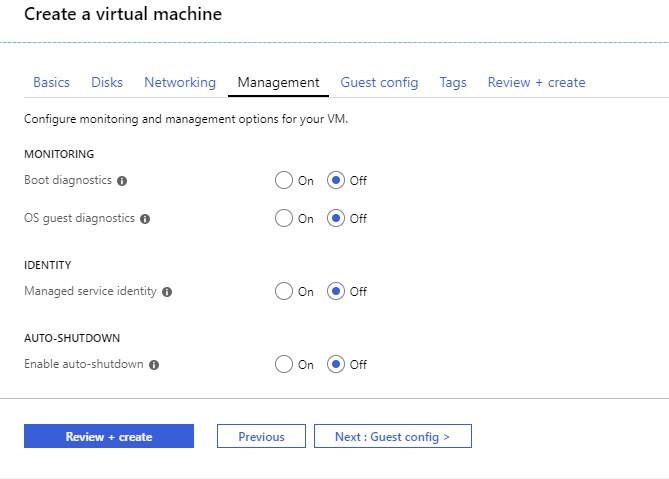 Create a virtual machine
Basics Disks Networking Management Guest config Tags Review + create
Configure monitoring and management options for your VM.
MONITORING
Boot diagnostics On Off
OS guest diagnostics On Off
IDENTITY
Managed service identity On Off
AUTO-SHUTDOWN
Enable auto-shutdown On Off
Review + create Previous Next : Guest config >